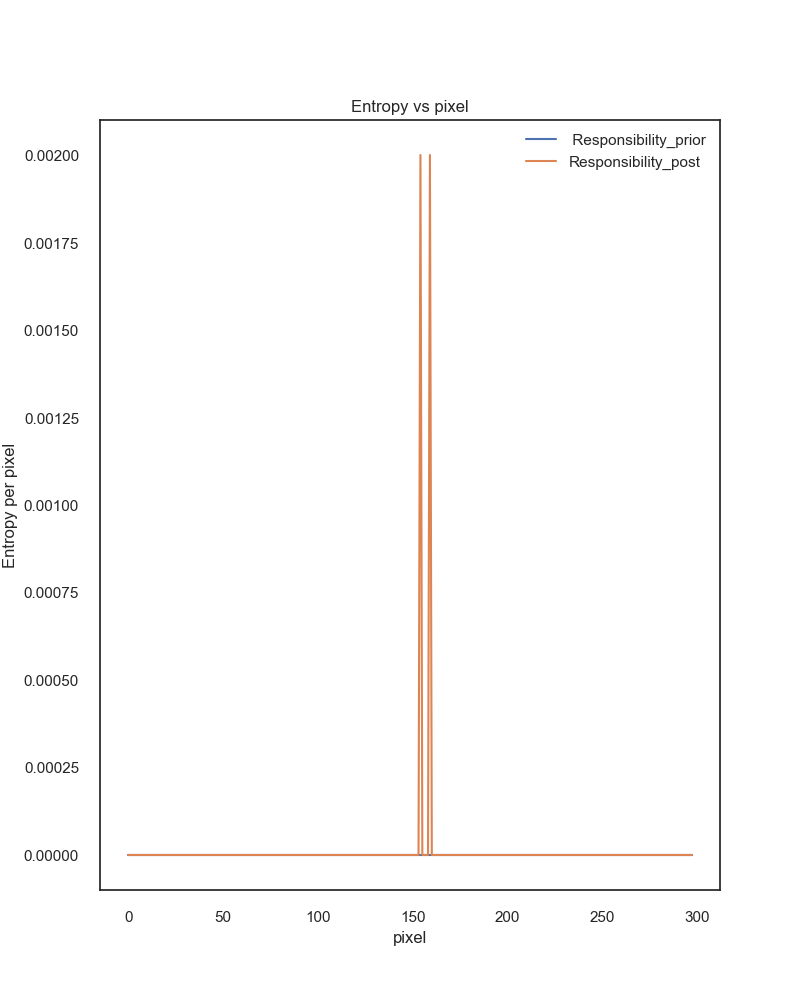 Entropy vs pixel
Responsibility_prior
Responsibility_post
0.00200
0.00175
0.00150
0.00125
0.00100
0.00075
0.00050
0.00025
0.00000
Entropy per pixel
0 50 100 150 200 250 300
pixel